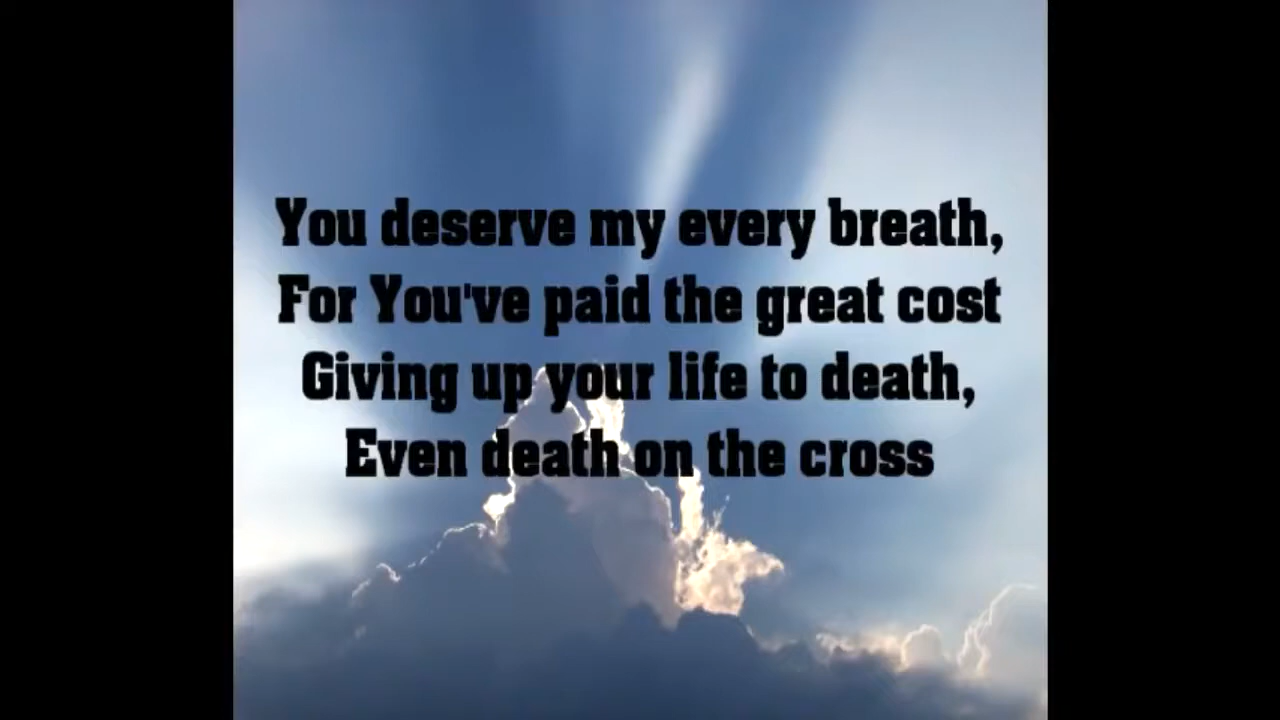 You deserve my every breath,
For You've paid the great cost
Giving up your life to death,
Even death on the cross